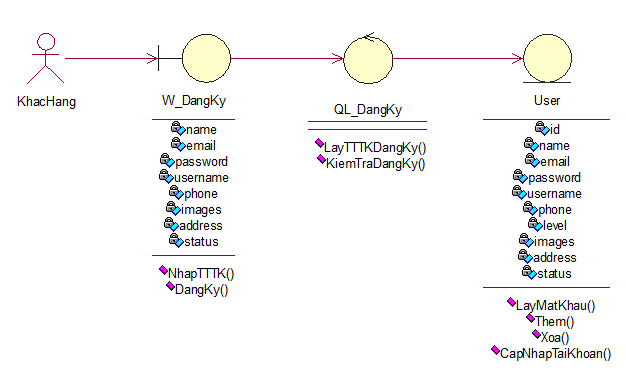 KhacHang
W_DangKy
name
email
password
username
phone
images
address
status
NhapTTTK()
DangKy()
QL_DangKy
LayTTTKDangKy()
KiemTraDangKy()
User
id
name
email
password
username
phone
level
images
address
status
LayMatKhau()
Them()
Xoa()
CapNhapTaiKhoan()